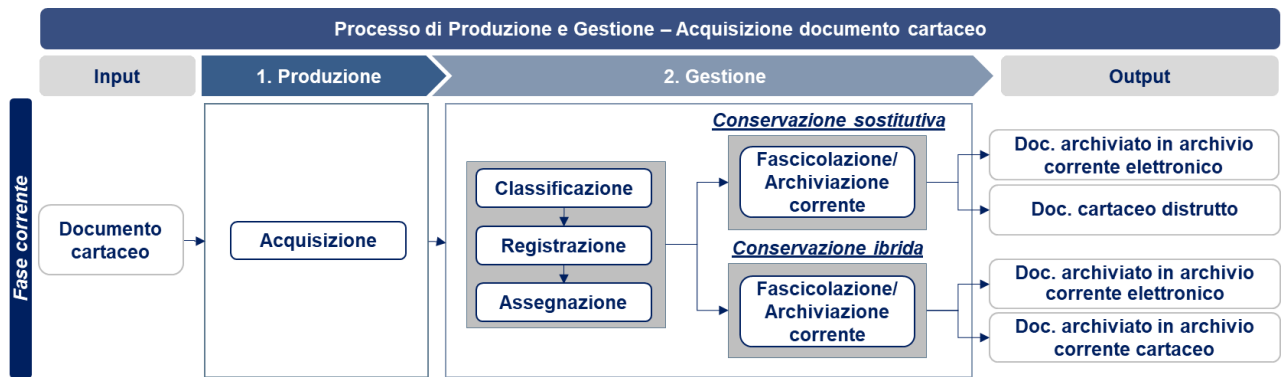 Processo di Produzione e Gestione – Acquisizione documento cartaceo
Input
1. Produzione
2. Gestione
Output
Fase corrente
Documento
cartaceo
Acquisizione
Classificazione
Registrazione
Assegnazione
Conservazione sostitutiva
Fascicolazione/
Archiviazione
corrente
Conservazione ibrida
Fascicolazione/
Archiviazione
corrente
Doc. archiviato in archivio
corrente elettronico
Doc. cartaceo distrutto
Doc. archiviato in archivio
corrente elettronico
Doc. archiviato in archivio
corrente cartaceo